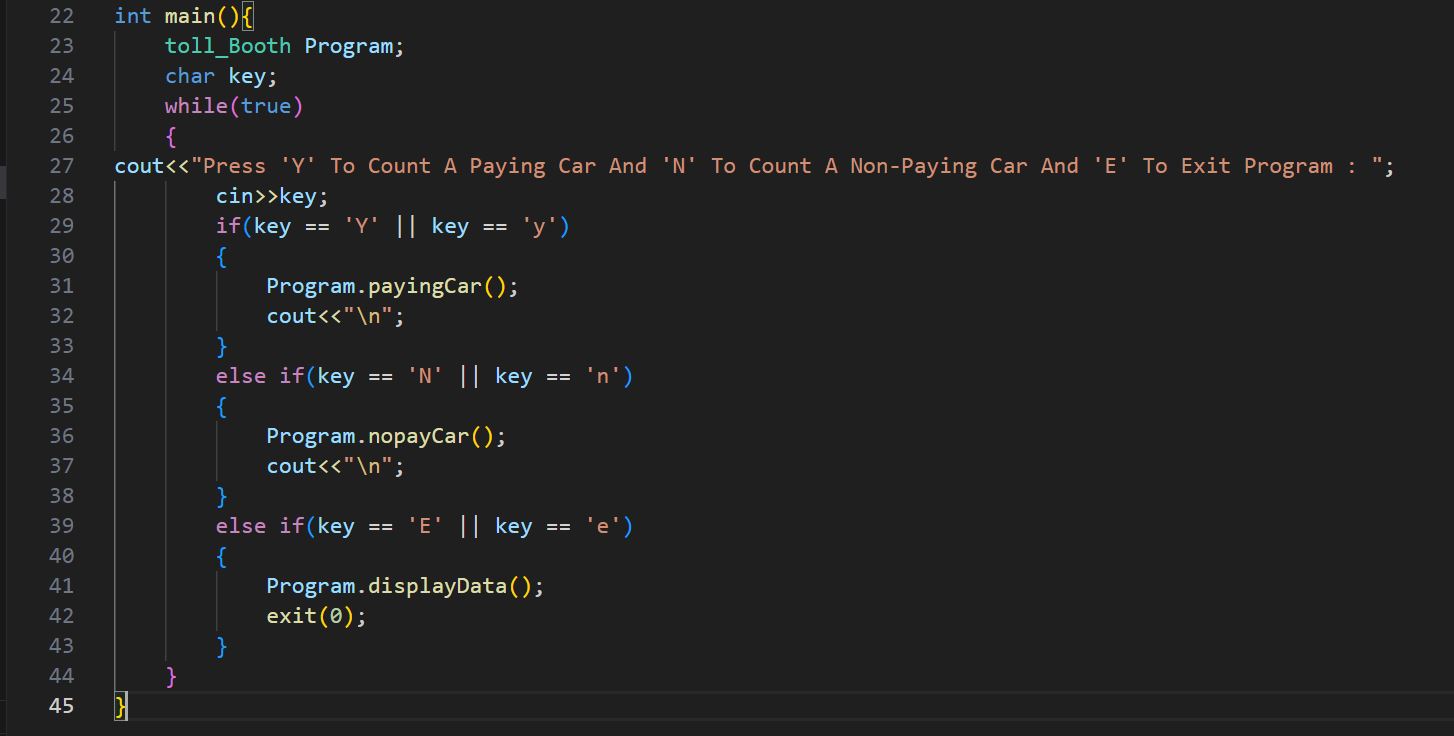 22 int main(){
23     toll_Booth Program;
24     char key;
25     while(true)
26     {
27 cout<<"Press 'Y' To Count A Paying Car And 'N' To Count A Non-Paying Car And 'E' To Exit Program : ";
28         cin>>key;
29         if(key == 'Y' || key == 'y')
30         {
31             Program.payingCar();
32             cout<<"\n";
33         }
34         else if(key == 'N' || key == 'n')
35         {
36             Program.nopayCar();
37             cout<<"\n";
38         }
39         else if(key == 'E' || key == 'e')
40         {
41             Program.displayData();
42             exit(0);
43         }
44     }
45 }